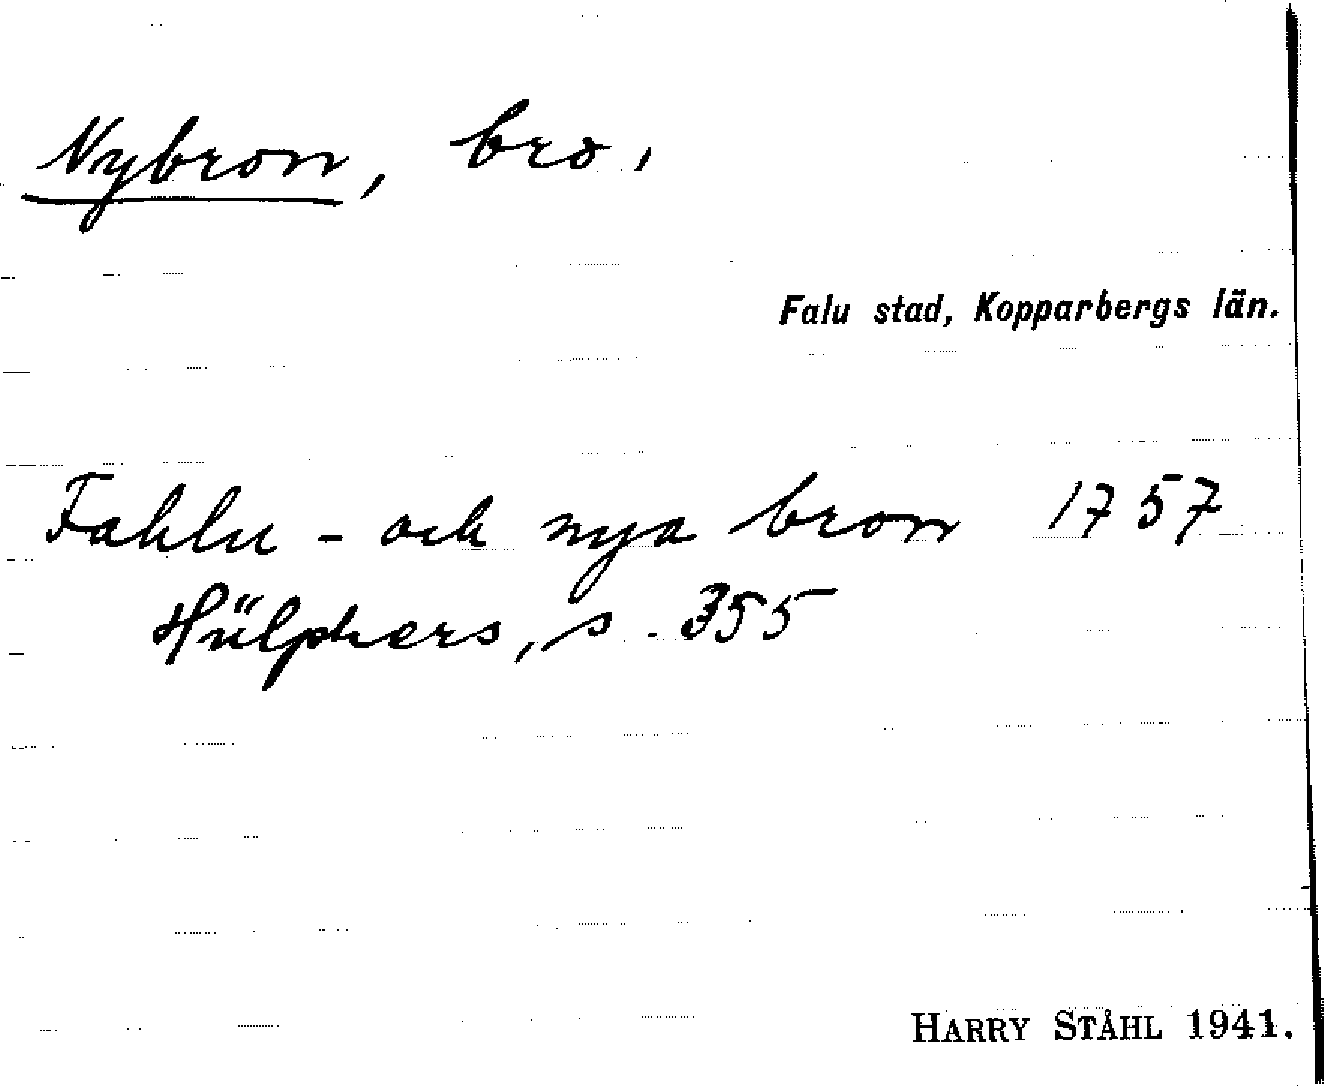 Nybron, bro,
Falu stad, Kopparbergs län.
Fahlu - och nya bron 1757
Hülphers, s. 355
HARRY STÅHL 1941.